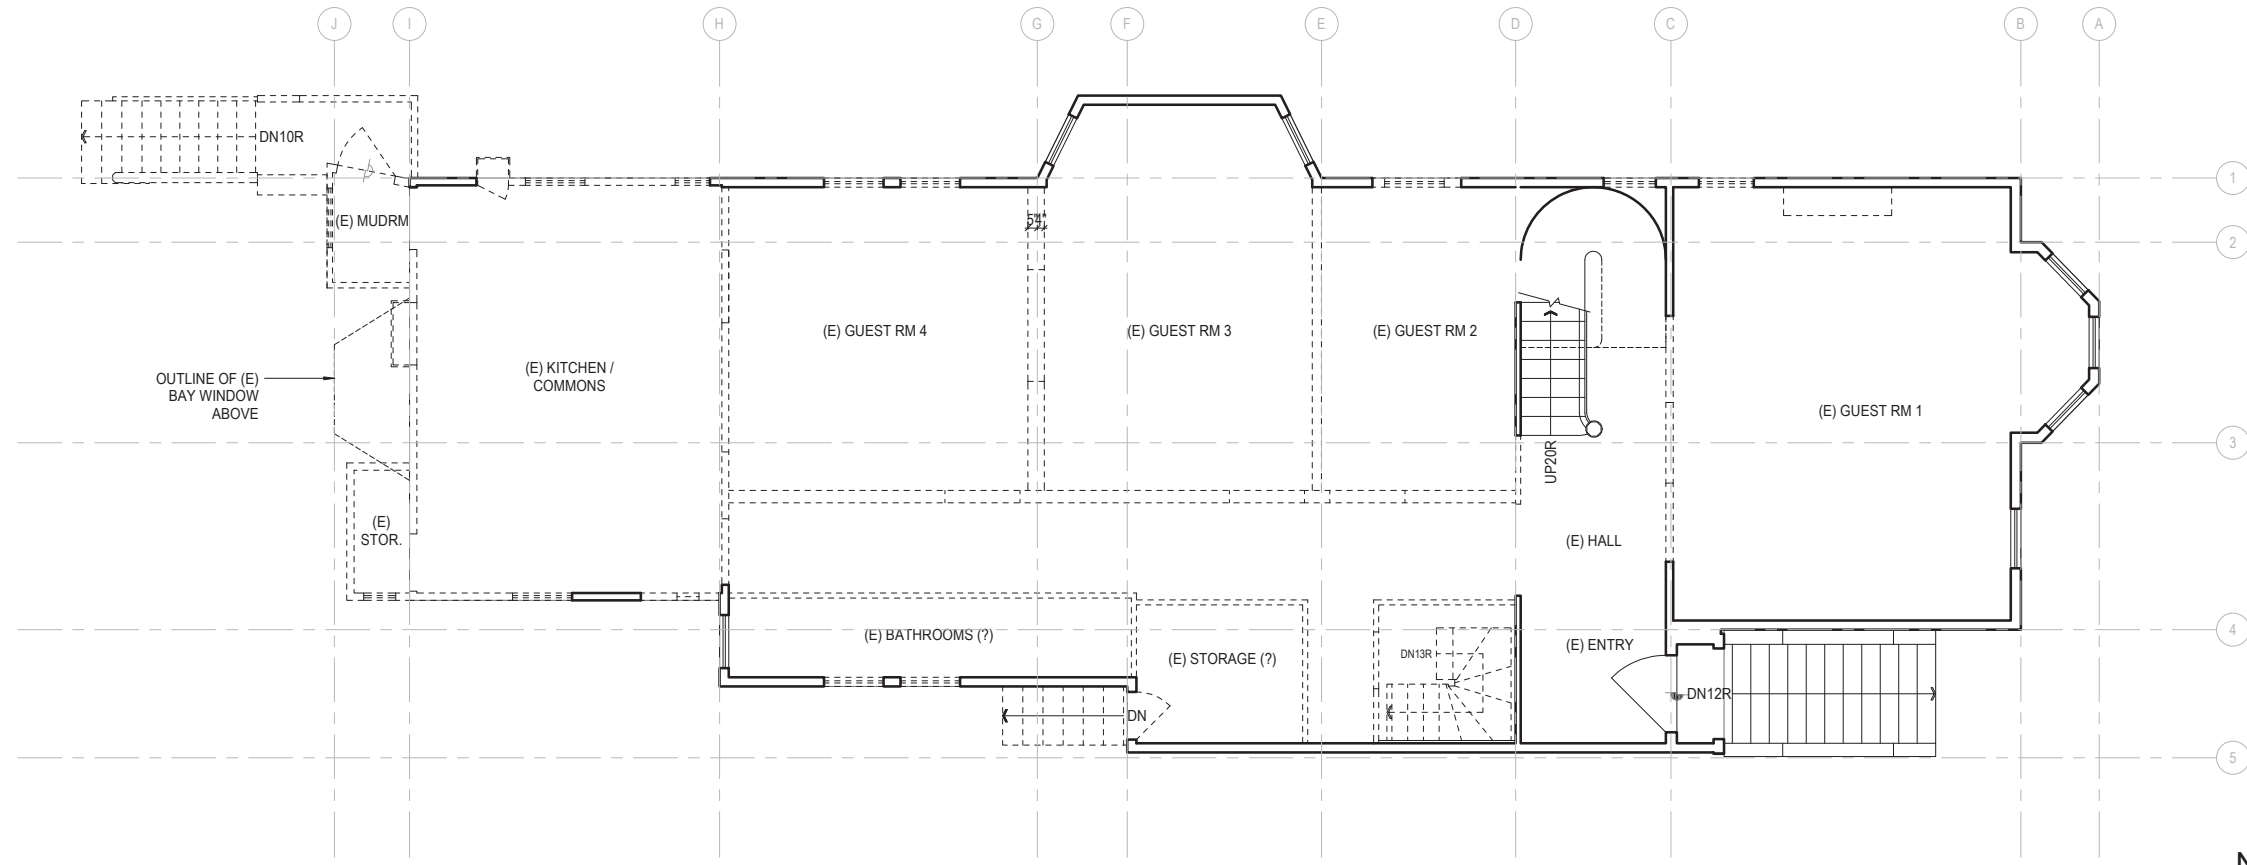 J I H G F E D C B A
DN10R
1
(E) MUDRM
54"
2
(E) GUEST RM 4
(E) GUEST RM 3
(E) GUEST RM 2
(E) KITCHEN /
COMMONS
OUTLINE OF (E)
BAY WINDOW
ABOVE
(E) GUEST RM 1
3
UP20R
(E)
STOR.
(E) HALL
4
(E) BATHROOMS (?)
(E) STORAGE (?)
DN13R
(E) ENTRY
DN12R
DN
5
N